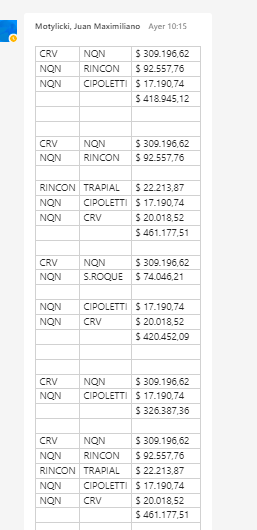 Motylicki, Juan Maximiliano Ayer 10:15
CRV NQN $ 309.196,62
NQN RINCON $ 92.557,76
NQN CIPOLETTI $ 17.190,74
$ 418.945,12
CRV NQN $ 309.196,62
NQN RINCON $ 92.557,76
RINCON TRAPIAL $ 22.213,87
NQN CIPOLETTI $ 17.190,74
NQN CRV $ 20.018,52
$ 461.177,51
CRV NQN $ 309.196,62
NQN S.ROQUE $ 74.046,21
NQN CIPOLETTI $ 17.190,74
NQN CRV $ 20.018,52
$ 420.452,09
CRV NQN $ 309.196,62
NQN CIPOLETTI $ 17.190,74
$ 326.387,36
CRV NQN $ 309.196,62
NQN RINCON $ 92.557,76
RINCON TRAPIAL $ 22.213,87
NQN CIPOLETTI $ 17.190,74
NQN CRV $ 20.018,52
$ 461.177,51